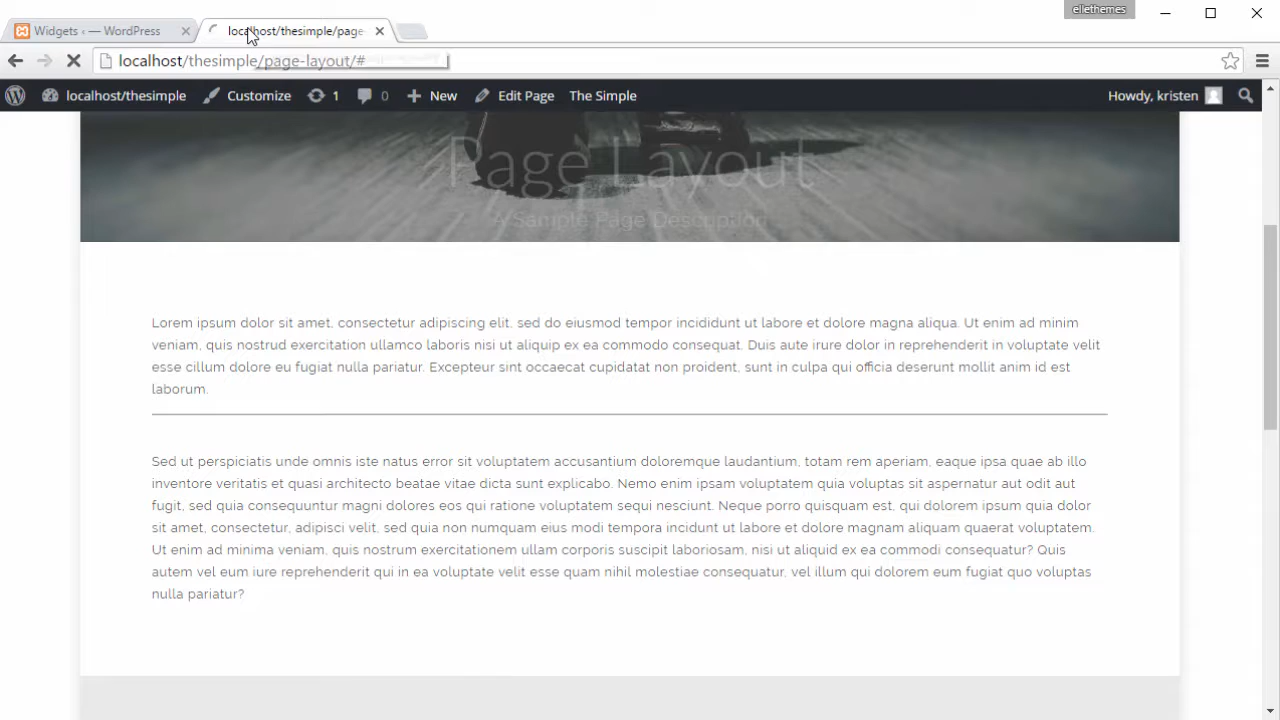 ellethemes
Widgets ‹ — WordPress
localhost/thesimple/page
localhost/thesimple/page-layout/#
localhost/thesimple
Customize
1
0
New
Edit Page
The Simple
Howdy, kristen
Page Layout
A Sample Page Description
Lorem ipsum dolor sit amet, consectetur adipiscing elit, sed do eiusmod tempor incididunt ut labore et dolore magna aliqua. Ut enim ad minim
veniam, quis nostrud exercitation ullamco laboris nisi ut aliquip ex ea commodo consequat. Duis aute irure dolor in reprehenderit in voluptate velit
esse cillum dolore eu fugiat nulla pariatur. Excepteur sint occaecat cupidatat non proident, sunt in culpa qui officia deserunt mollit anim id est
laborum.
Sed ut perspiciatis unde omnis iste natus error sit voluptatem accusantium doloremque laudantium, totam rem aperiam, eaque ipsa quae ab illo
inventore veritatis et quasi architecto beatae vitae dicta sunt explicabo. Nemo enim ipsam voluptatem quia voluptas sit aspernatur aut odit aut
fugit, sed quia consequuntur magni dolores eos qui ratione voluptatem sequi nesciunt. Neque porro quisquam est, qui dolorem ipsum quia dolor
sit amet, consectetur, adipisci velit, sed quia non numquam eius modi tempora incidunt ut labore et dolore magnam aliquam quaerat voluptatem.
Ut enim ad minima veniam, quis nostrum exercitationem ullam corporis suscipit laboriosam, nisi ut aliquid ex ea commodi consequatur? Quis
autem vel eum iure reprehenderit qui in ea voluptate velit esse quam nihil molestiae consequatur, vel illum qui dolorem eum fugiat quo voluptas
nulla pariatur?